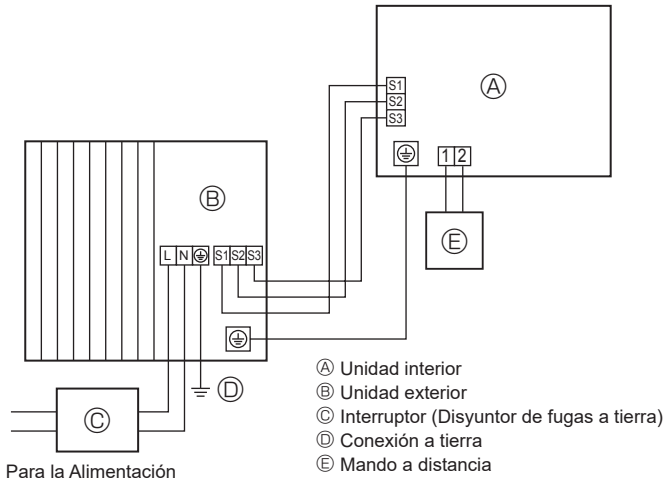 S1
S2
S3
Ⓐ
1 2
Ⓑ
L N S1 S2 S3
Ⓔ
Ⓓ
Ⓒ
Para la Alimentación
Ⓐ Unidad interior
Ⓑ Unidad exterior
Ⓒ Interruptor (Disyuntor de fugas a tierra)
Ⓓ Conexión a tierra
Ⓔ Mando a distancia